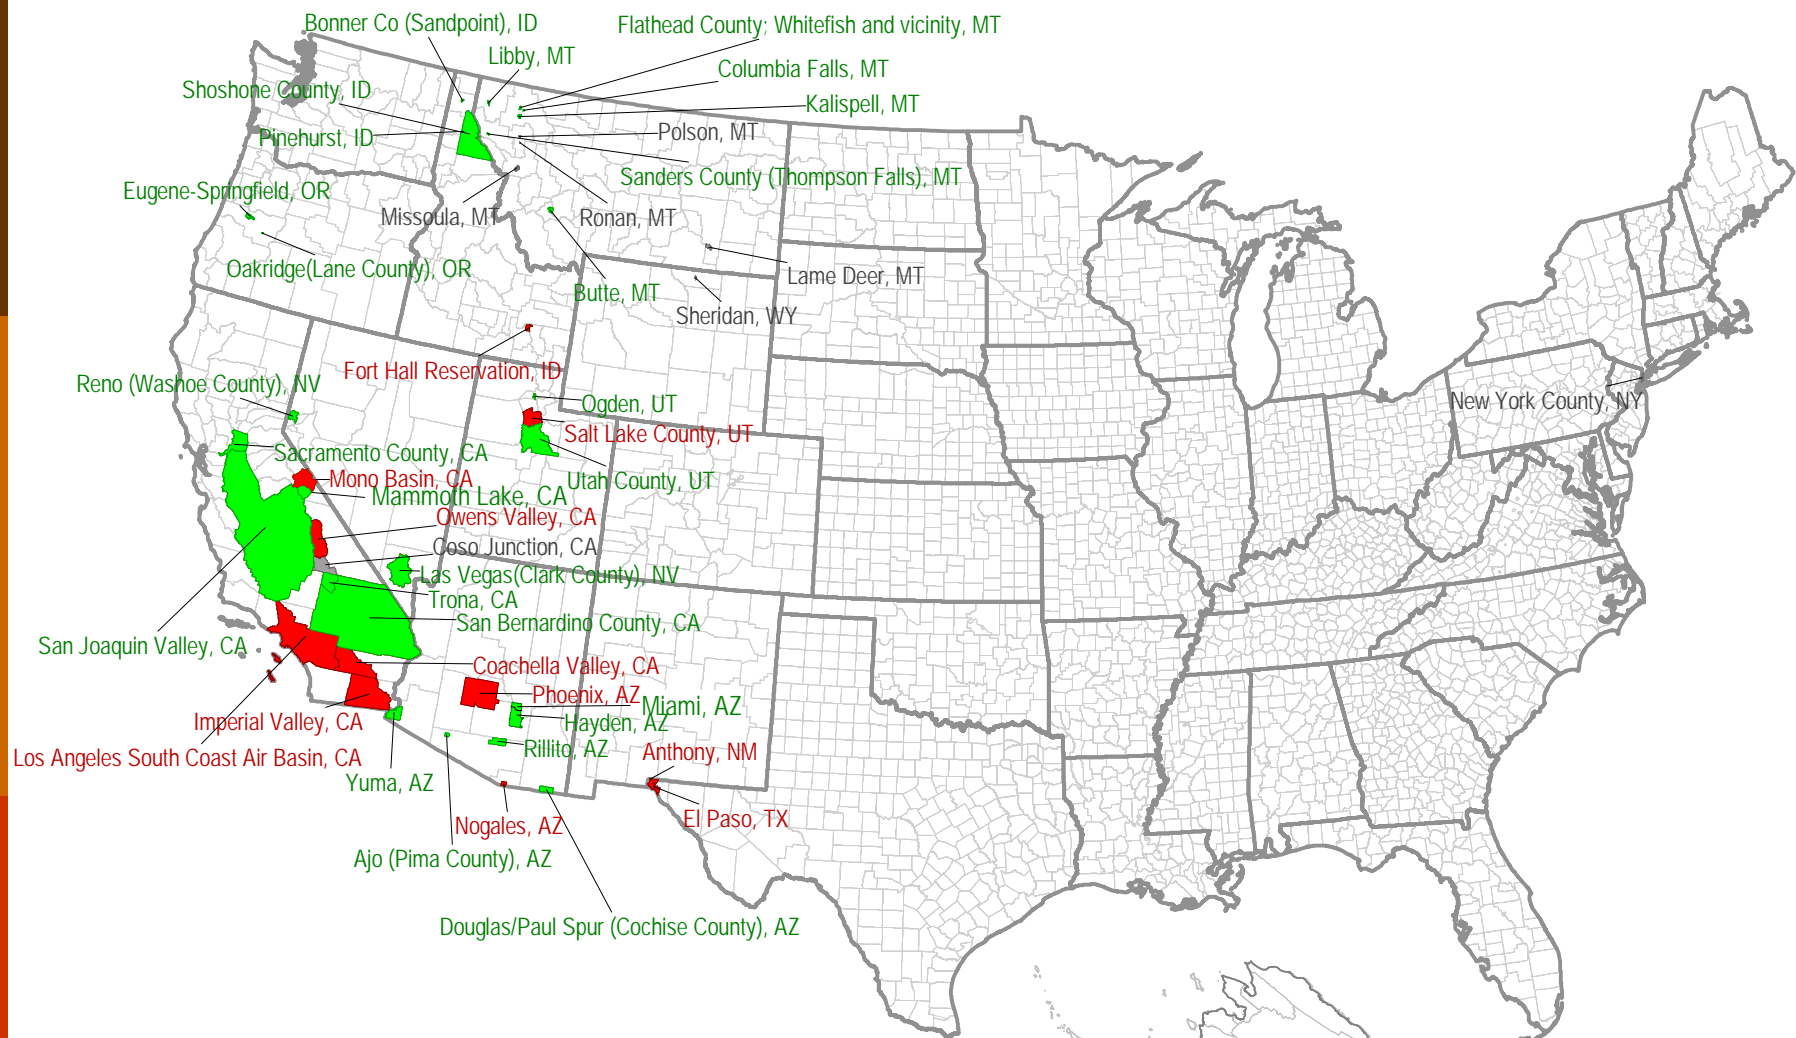 Bonner Co (Sandpoint), ID
Flathead County; Whitefish and vicinity, MT
Libby, MT
Columbia Falls, MT
Shoshone County, ID
Kalispell, MT
Pinehurst, ID
Polson, MT
Sanders County (Thompson Falls), MT
Eugene-Springfield, OR
Missoula, MT
Ronan, MT
Oakridge(Lane County), OR
Lame Deer, MT
Butte, MT
Sheridan, WY
Fort Hall Reservation, ID
Reno (Washoe County), NV
New York County, NY
Ogden, UT
Salt Lake County, UT
Sacramento County, CA
Mono Basin, CA
Utah County, UT
Mammoth Lake, CA
Owens Valley, CA
Coso Junction, CA
Las Vegas(Clark County), NV
Trona, CA
San Bernardino County, CA
San Joaquin Valley, CA
Coachella Valley, CA
Phoenix, AZ
Miami, AZ
Imperial Valley, CA
Hayden, AZ
Rillito, AZ
Anthony, NM
Los Angeles South Coast Air Basin, CA
Yuma, AZ
El Paso, TX
Nogales, AZ
Ajo (Pima County), AZ
Douglas/Paul Spur (Cochise County), AZ